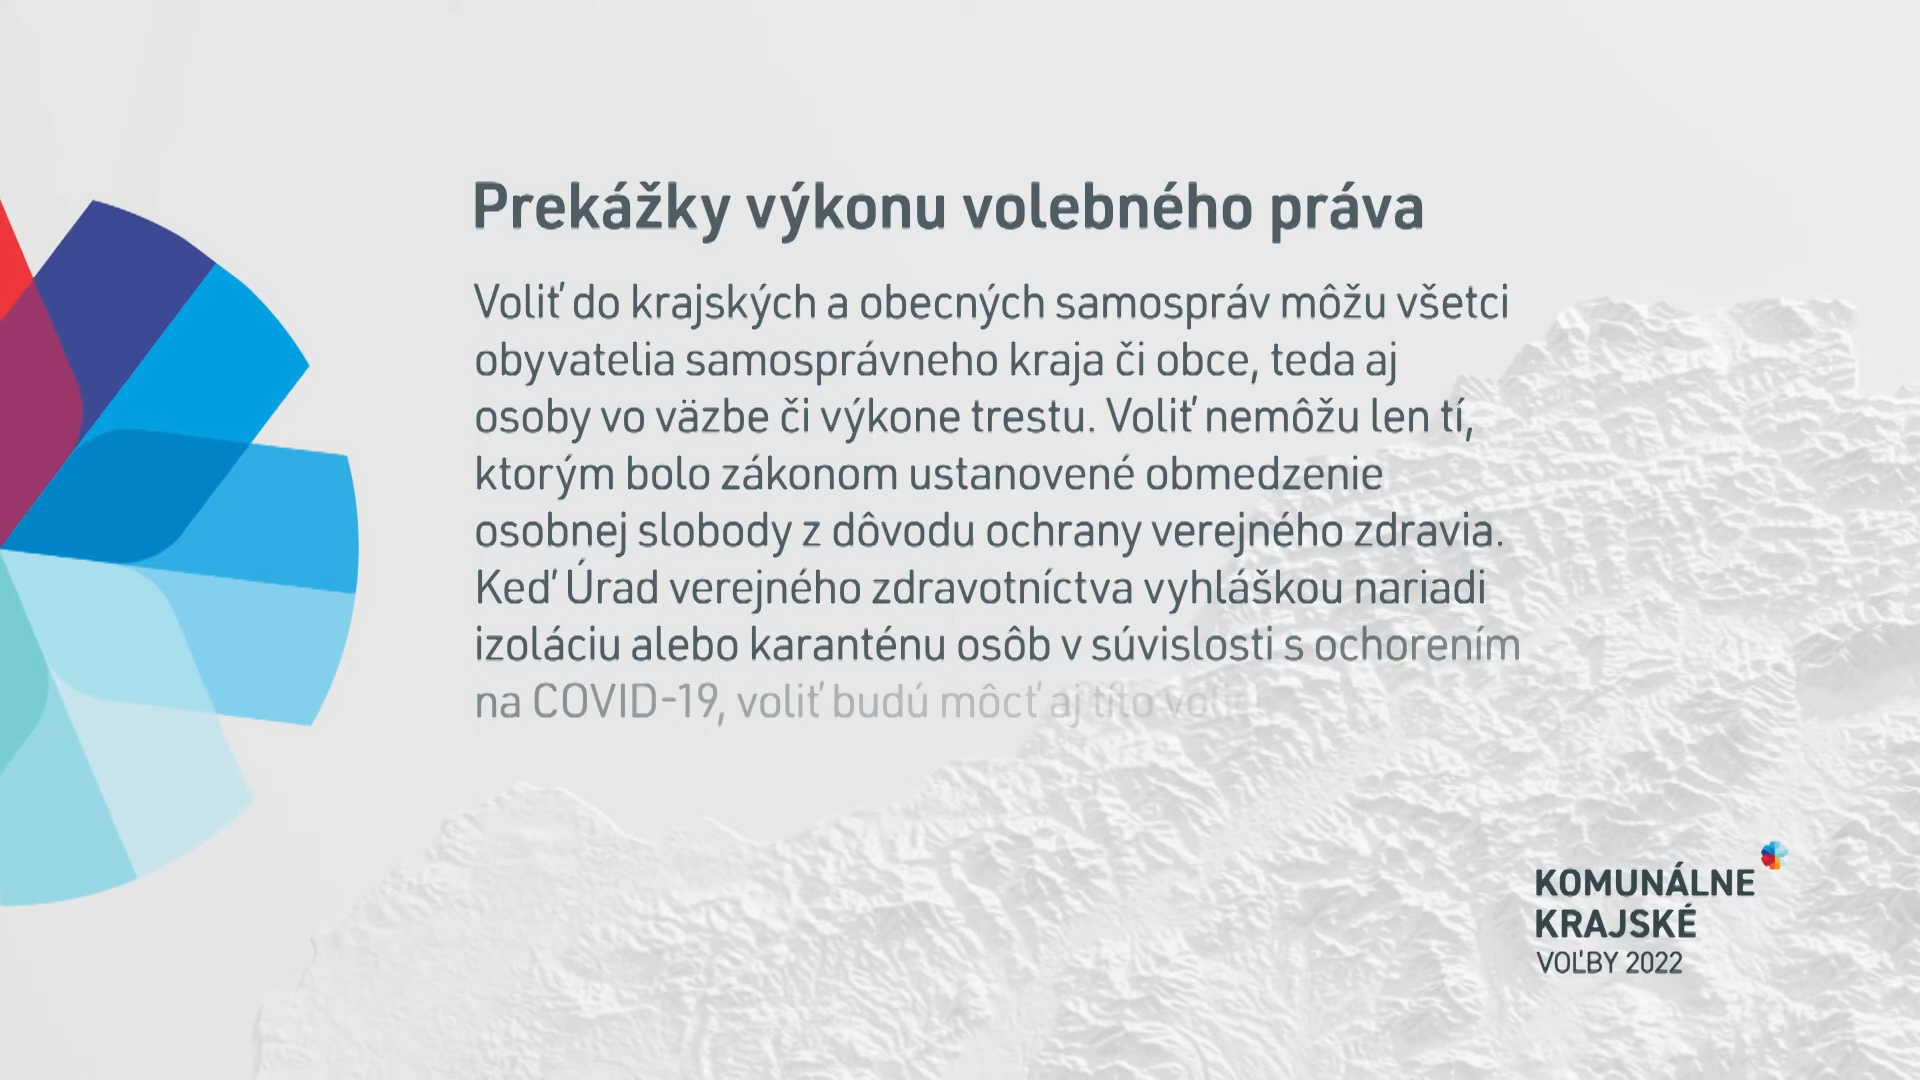 Prekážky výkonu volebného práva
Voliť do krajských a obecných samospráv môžu všetci
obyvatelia samosprávneho kraja či obce, teda aj
osoby vo väzbe či výkone trestu. Voliť nemôžu len tí,
ktorým bolo zákonom ustanovené obmedzenie
osobnej slobody z dôvodu ochrany verejného zdravia.
Keď Úrad verejného zdravotníctva vyhláškou nariadi
izoláciu alebo karanténu osôb v súvislosti s ochorením
na COVID-19, voliť budú môcť aj títo
KOMUNÁLNE
KRAJSKÉ
VOĽBY 2022